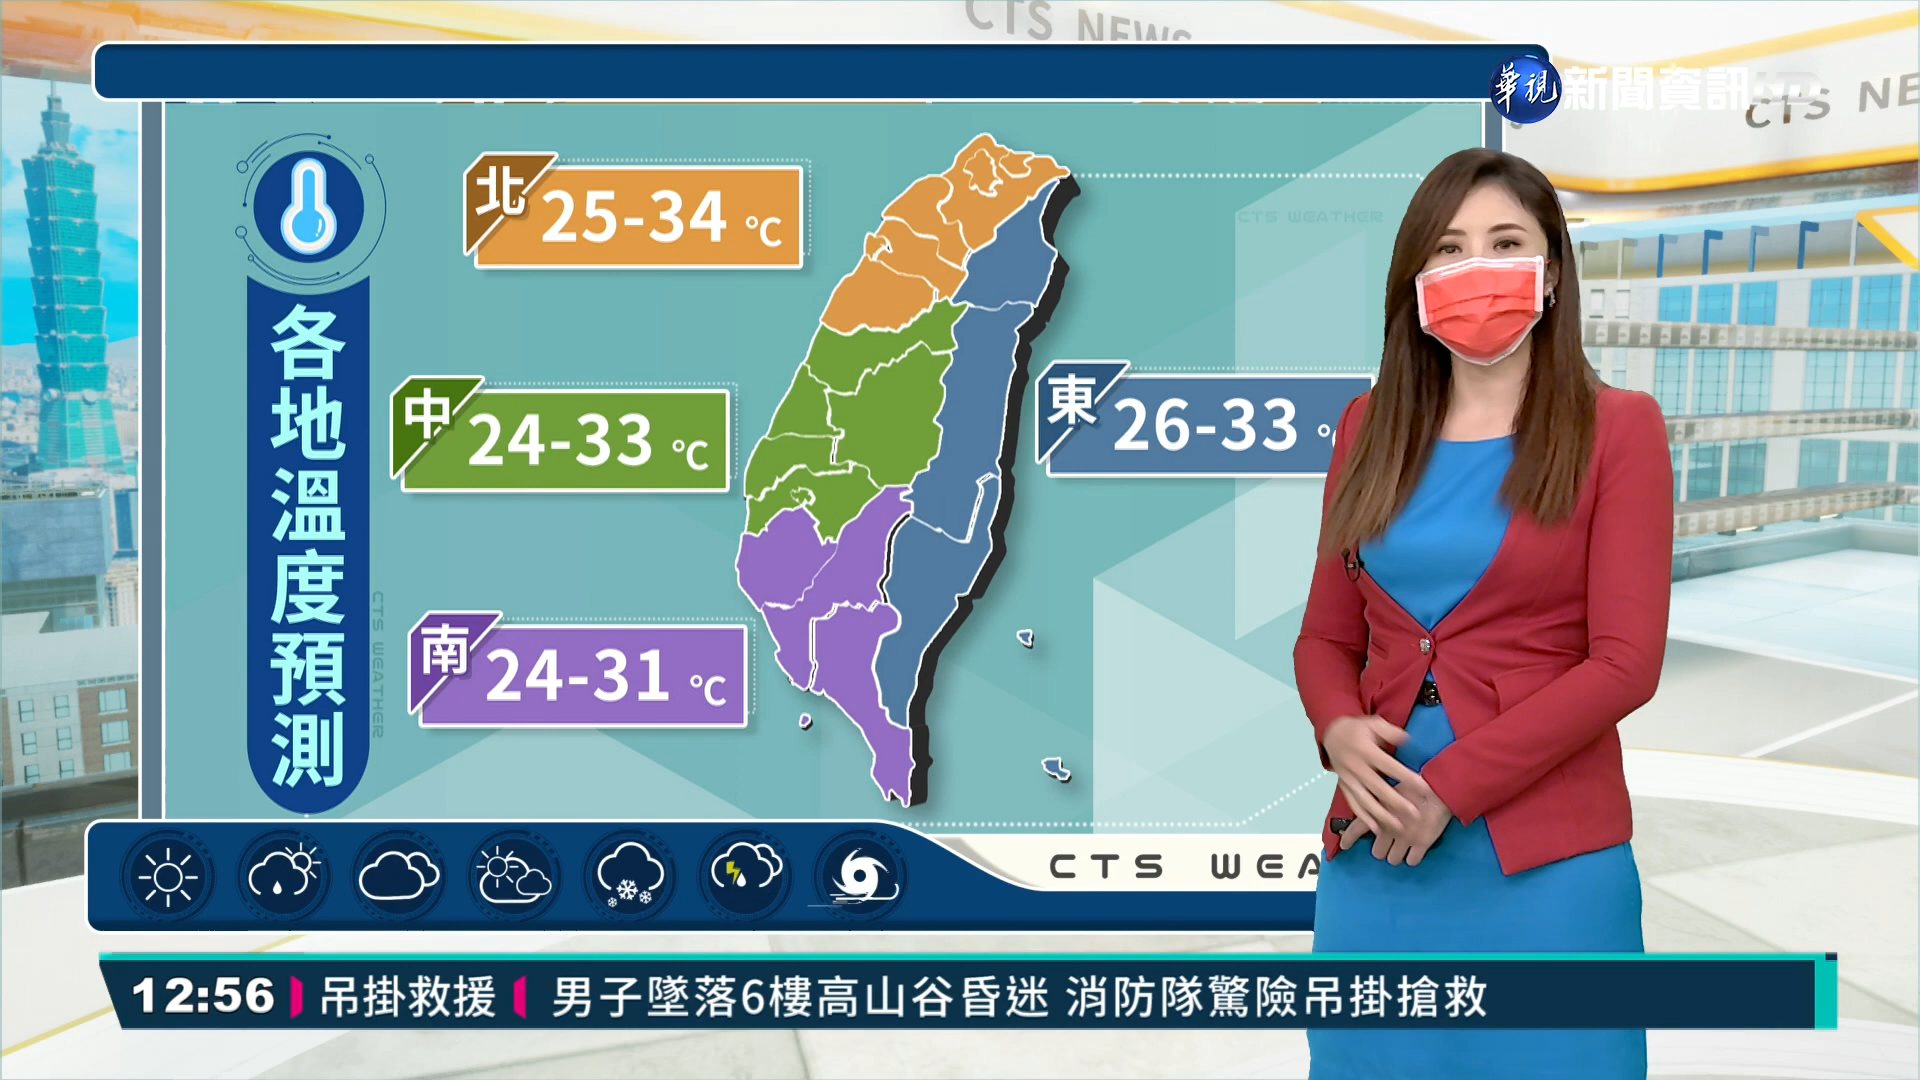 CTS NEWS
華視 新聞資訊 HD
CTS NE
北
25-34 °C
CTS WEATHER
各地溫度預測
中
24-33 °C
東
26-33 °C
CTS WEATHER
南
24-31 °C
CTS WEA
12:56 吊掛救援 男子墜落6樓高山谷昏迷 消防隊驚險吊掛搶救